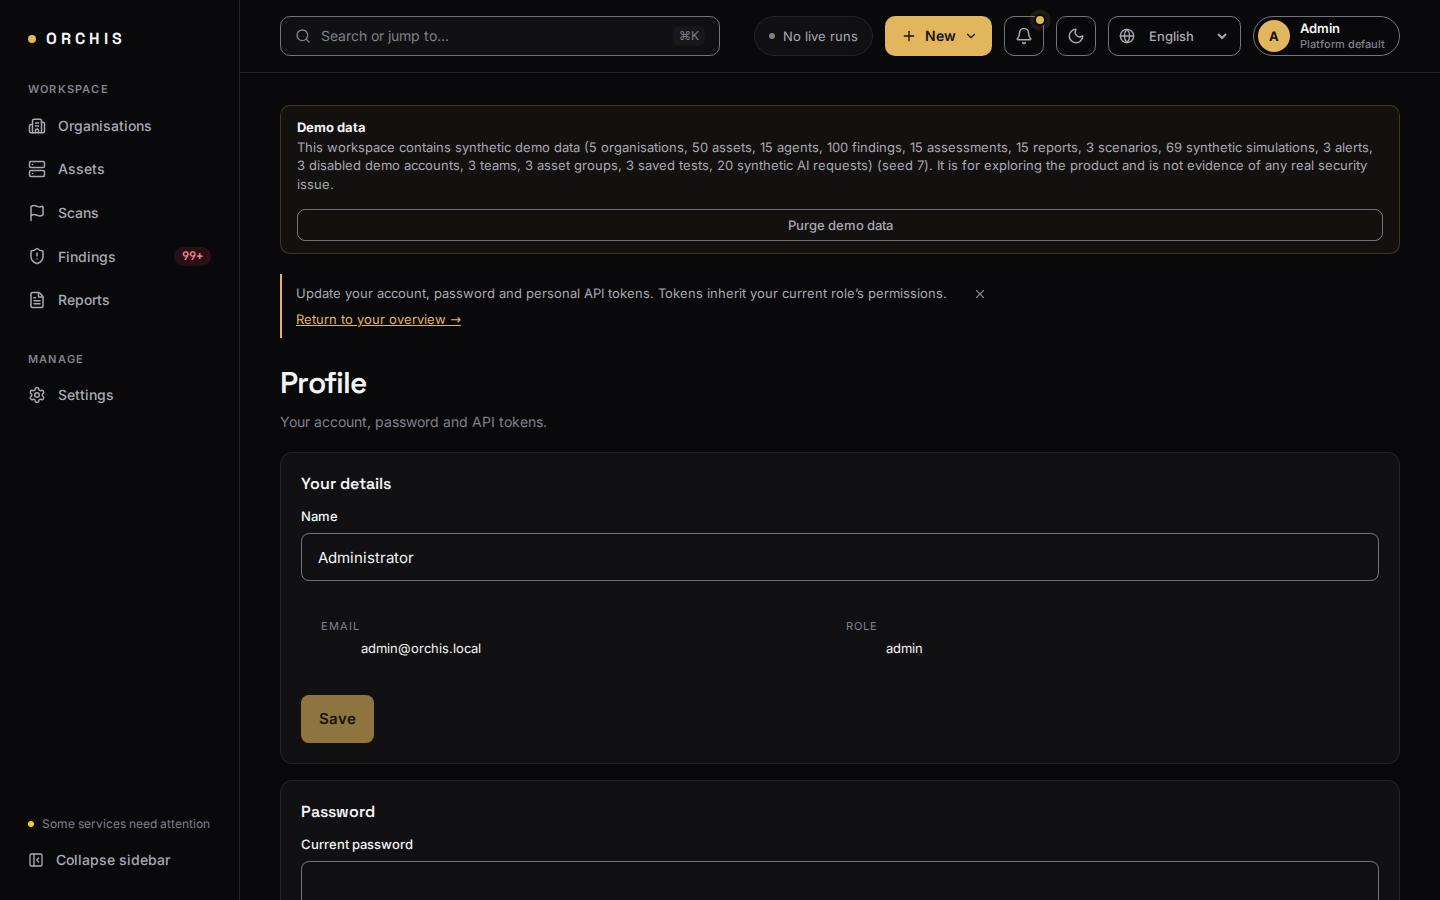 ORCHIS
WORKSPACE
Organisations
Assets
Scans
Findings 99+
Reports
MANAGE
Settings
Some services need attention
Collapse sidebar
Search or jump to... ⌘K
No live runs
New
English
A
Admin
Platform default
Demo data
This workspace contains synthetic demo data (5 organisations, 50 assets, 15 agents, 100 findings, 15 assessments, 15 reports, 3 scenarios, 69 synthetic simulations, 3 alerts,
3 disabled demo accounts, 3 teams, 3 asset groups, 3 saved tests, 20 synthetic AI requests) (seed 7). It is for exploring the product and is not evidence of any real security
issue.
Purge demo data
Update your account, password and personal API tokens. Tokens inherit your current role’s permissions.
Return to your overview →
Profile
Your account, password and API tokens.
Your details
Name
Administrator
EMAIL
admin@orchis.local
ROLE
admin
Save
Password
Current password